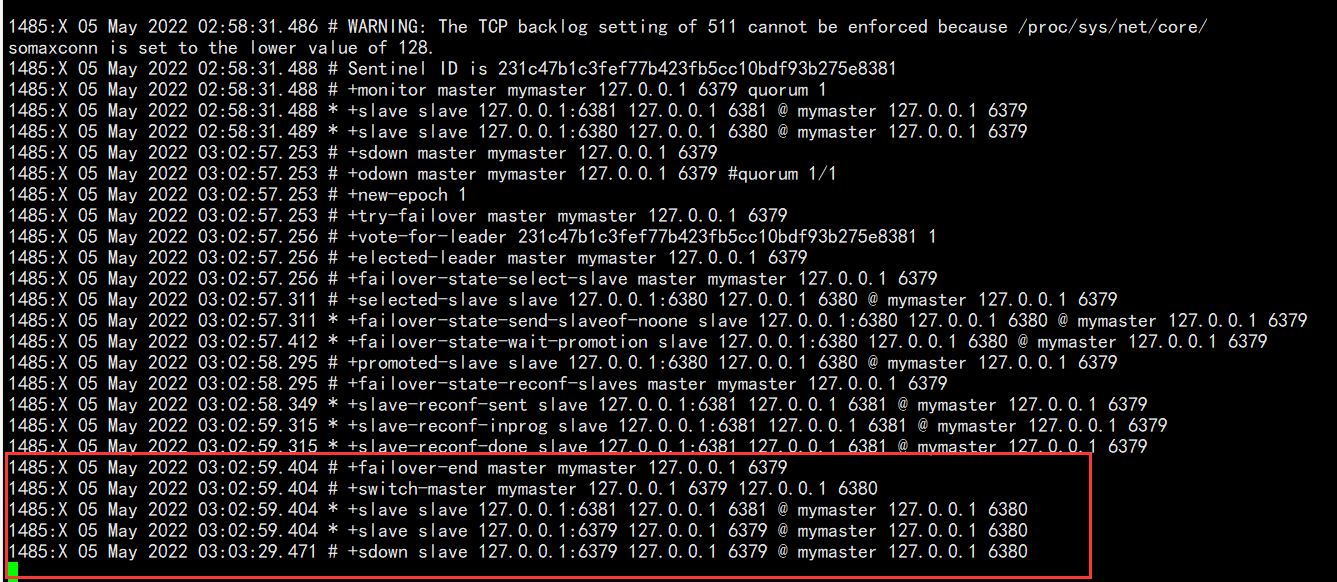 1485:X 05 May 2022 02:58:31.486 # WARNING: The TCP backlog setting of 511 cannot be enforced because /proc/sys/net/core/
somaxconn is set to the lower value of 128.
1485:X 05 May 2022 02:58:31.488 # Sentinel ID is 231c47b1c3fef77b423fb5cc10bdf93b275e8381
1485:X 05 May 2022 02:58:31.488 # +monitor master mymaster 127.0.0.1 6379 quorum 1
1485:X 05 May 2022 02:58:31.488 * +slave slave 127.0.0.1:6381 127.0.0.1 6381 @ mymaster 127.0.0.1 6379
1485:X 05 May 2022 02:58:31.489 * +slave slave 127.0.0.1:6380 127.0.0.1 6380 @ mymaster 127.0.0.1 6379
1485:X 05 May 2022 03:02:57.253 # +sdown master mymaster 127.0.0.1 6379
1485:X 05 May 2022 03:02:57.253 # +odown master mymaster 127.0.0.1 6379 #quorum 1/1
1485:X 05 May 2022 03:02:57.253 # +new-epoch 1
1485:X 05 May 2022 03:02:57.253 # +try-failover master mymaster 127.0.0.1 6379
1485:X 05 May 2022 03:02:57.256 # +vote-for-leader 231c47b1c3fef77b423fb5cc10bdf93b275e8381 1
1485:X 05 May 2022 03:02:57.256 # +elected-leader master mymaster 127.0.0.1 6379
1485:X 05 May 2022 03:02:57.256 # +failover-state-select-slave master mymaster 127.0.0.1 6379
1485:X 05 May 2022 03:02:57.311 # +selected-slave slave 127.0.0.1:6380 127.0.0.1 6380 @ mymaster 127.0.0.1 6379
1485:X 05 May 2022 03:02:57.311 * +failover-state-send-slaveof-noone slave 127.0.0.1:6380 127.0.0.1 6380 @ mymaster 127.0.0.1 6379
1485:X 05 May 2022 03:02:57.412 * +failover-state-wait-promotion slave 127.0.0.1:6380 127.0.0.1 6380 @ mymaster 127.0.0.1 6379
1485:X 05 May 2022 03:02:58.295 # +promoted-slave slave 127.0.0.1:6380 127.0.0.1 6380 @ mymaster 127.0.0.1 6379
1485:X 05 May 2022 03:02:58.295 # +failover-state-reconf-slaves master mymaster 127.0.0.1 6379
1485:X 05 May 2022 03:02:58.349 * +slave-reconf-sent slave 127.0.0.1:6381 127.0.0.1 6381 @ mymaster 127.0.0.1 6379
1485:X 05 May 2022 03:02:59.315 * +slave-reconf-inprog slave 127.0.0.1:6381 127.0.0.1 6381 @ mymaster 127.0.0.1 6379
1485:X 05 May 2022 03:02:59.315 * +slave-reconf-done slave 127.0.0.1:6381 127.0.0.1 6381 @ mymaster 127.0.0.1 6379
1485:X 05 May 2022 03:02:59.404 # +failover-end master mymaster 127.0.0.1 6379
1485:X 05 May 2022 03:02:59.404 # +switch-master mymaster 127.0.0.1 6379 127.0.0.1 6380
1485:X 05 May 2022 03:02:59.404 * +slave slave 127.0.0.1:6381 127.0.0.1 6381 @ mymaster 127.0.0.1 6380
1485:X 05 May 2022 03:02:59.404 * +slave slave 127.0.0.1:6379 127.0.0.1 6379 @ mymaster 127.0.0.1 6380
1485:X 05 May 2022 03:03:29.471 # +sdown slave 127.0.0.1:6379 127.0.0.1 6379 @ mymaster 127.0.0.1 6380